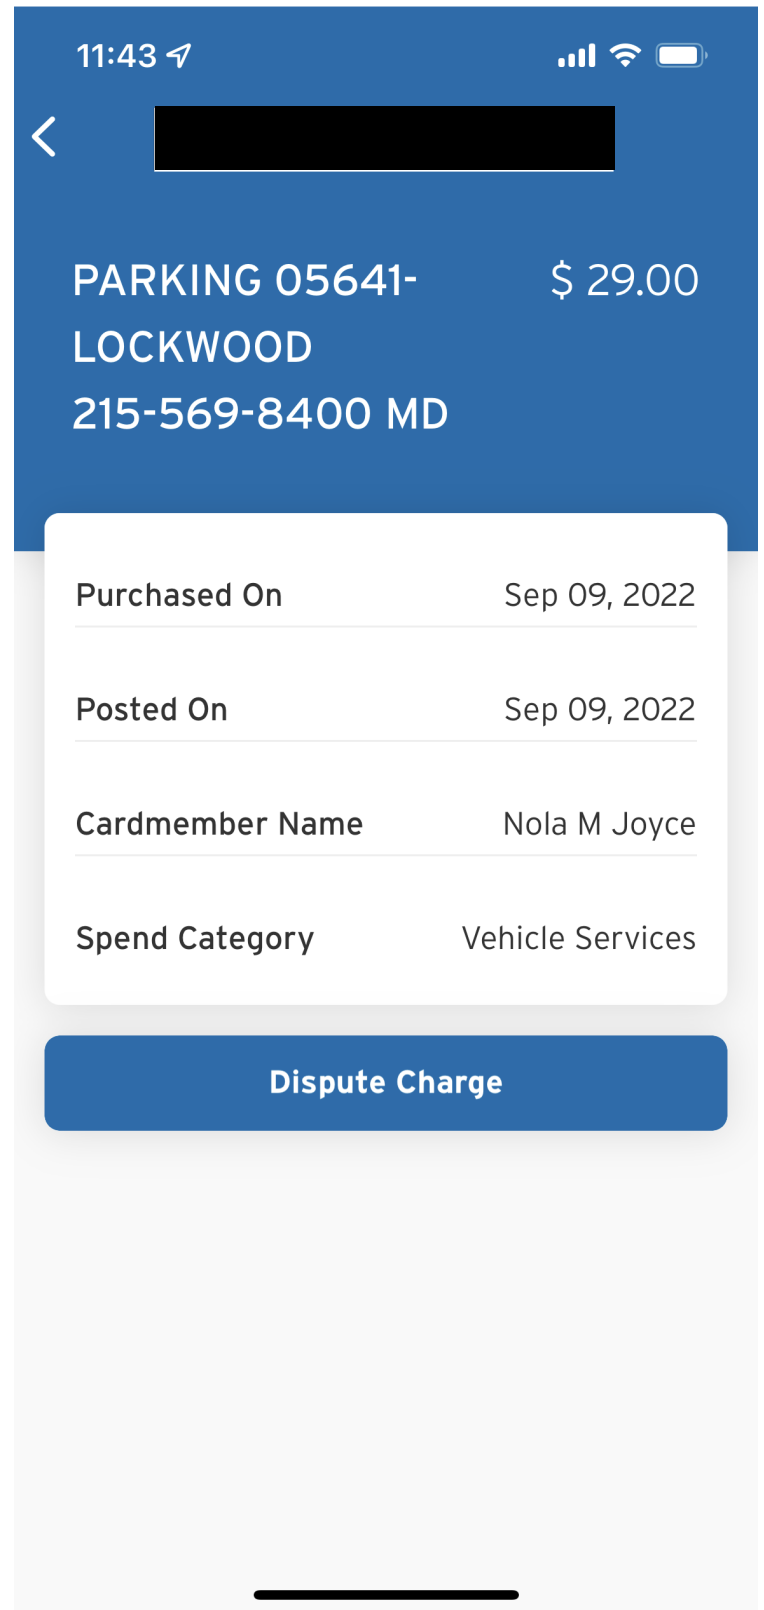 11:43
PARKING 05641- $ 29.00
LOCKWOOD
215-569-8400 MD
Purchased On Sep 09, 2022
Posted On Sep 09, 2022
Cardmember Name Nola M Joyce
Spend Category Vehicle Services
Dispute Charge